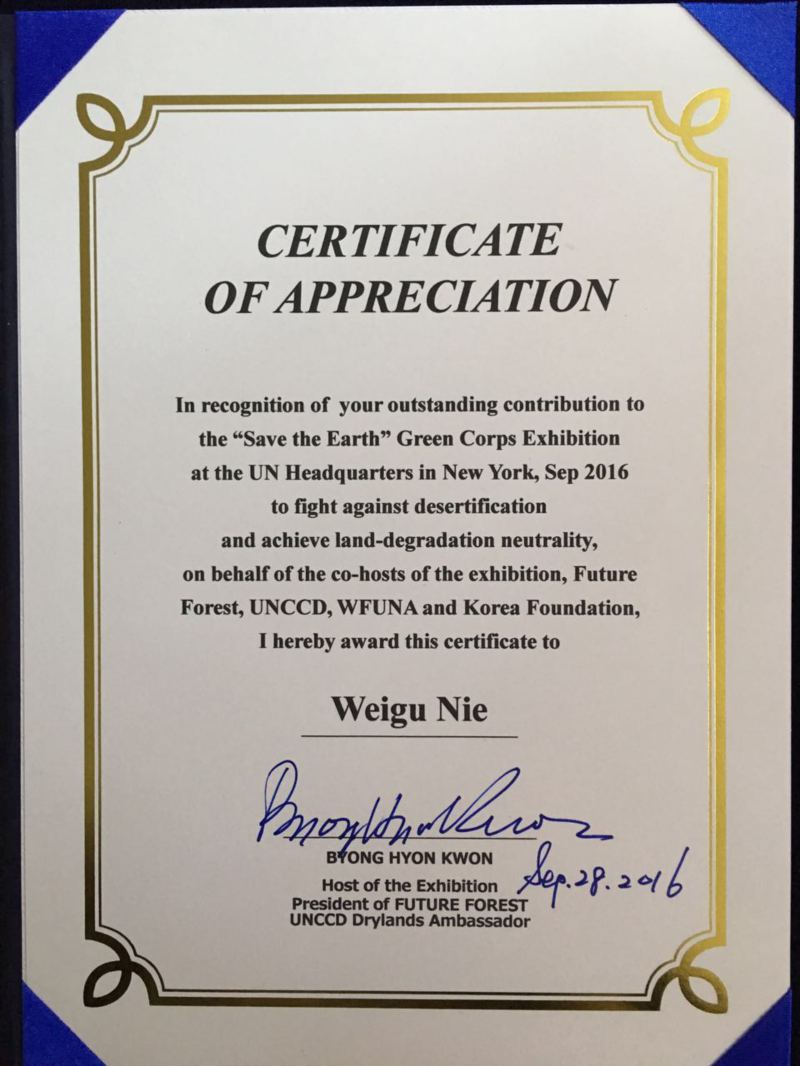 CERTIFICATE
OF APPRECIATION
In recognition of your outstanding contribution to
the “Save the Earth” Green Corps Exhibition
at the UN Headquarters in New York, Sep 2016
to fight against desertification
and achieve land-degradation neutrality,
on behalf of the co-hosts of the exhibition, Future
Forest, UNCCD, WFUNA and Korea Foundation,
I hereby award this certificate to
Weigu Nie
Byong Hyon Kwon
BYONG HYON KWON
Sep.28.2016
Host of the Exhibition
President of FUTURE FOREST
UNCCD Drylands Ambassador